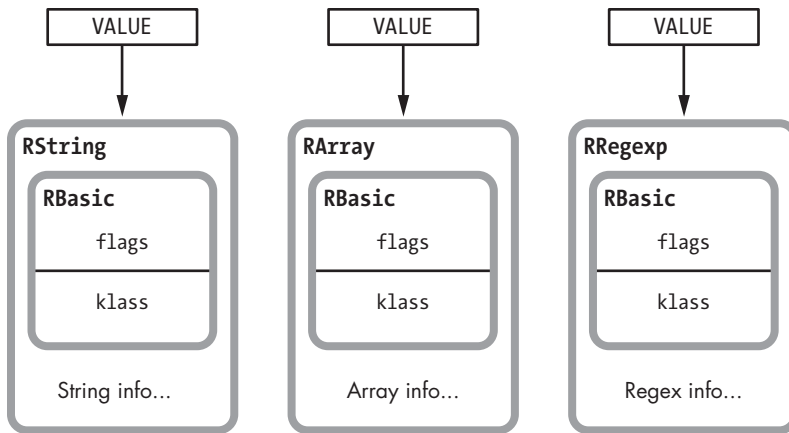 VALUE VALUE VALUE
RString RArray RRegexp
RBasic RBasic RBasic
flags flags flags
klass klass klass
String info... Array info... Regex info...